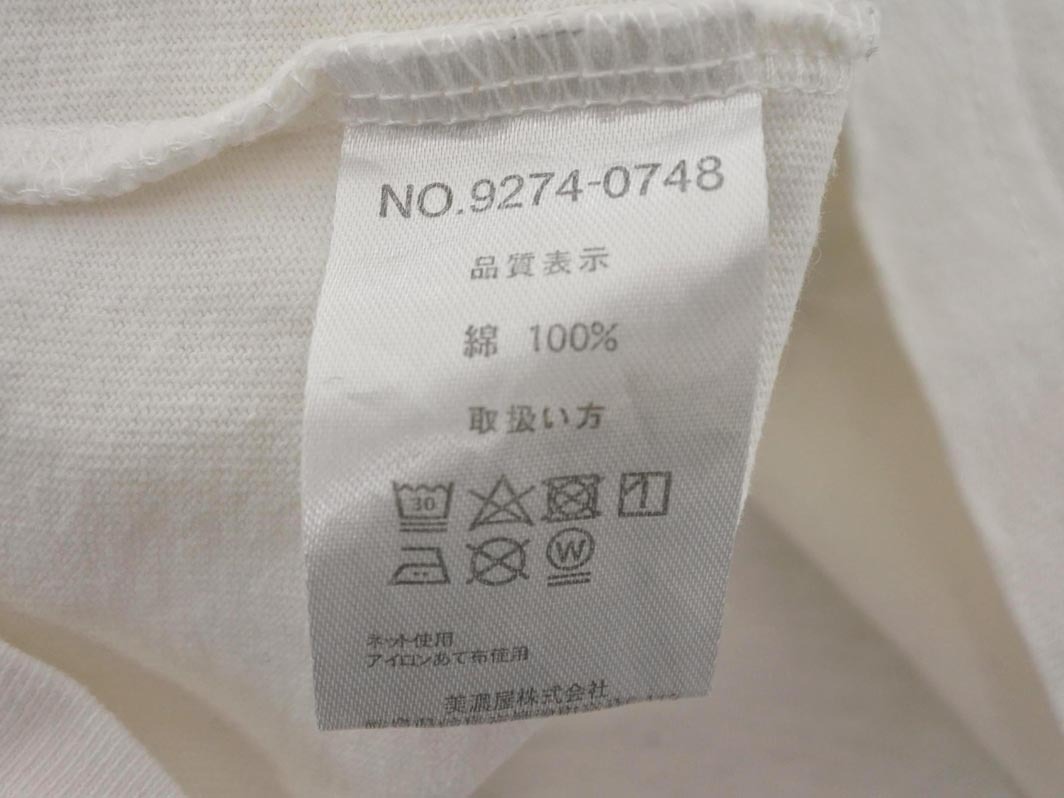 NO.9274-0748
品質表示
綿 100%
取扱い方
30
W
ネット使用
アイロンあて布使用
美濃屋株式会社